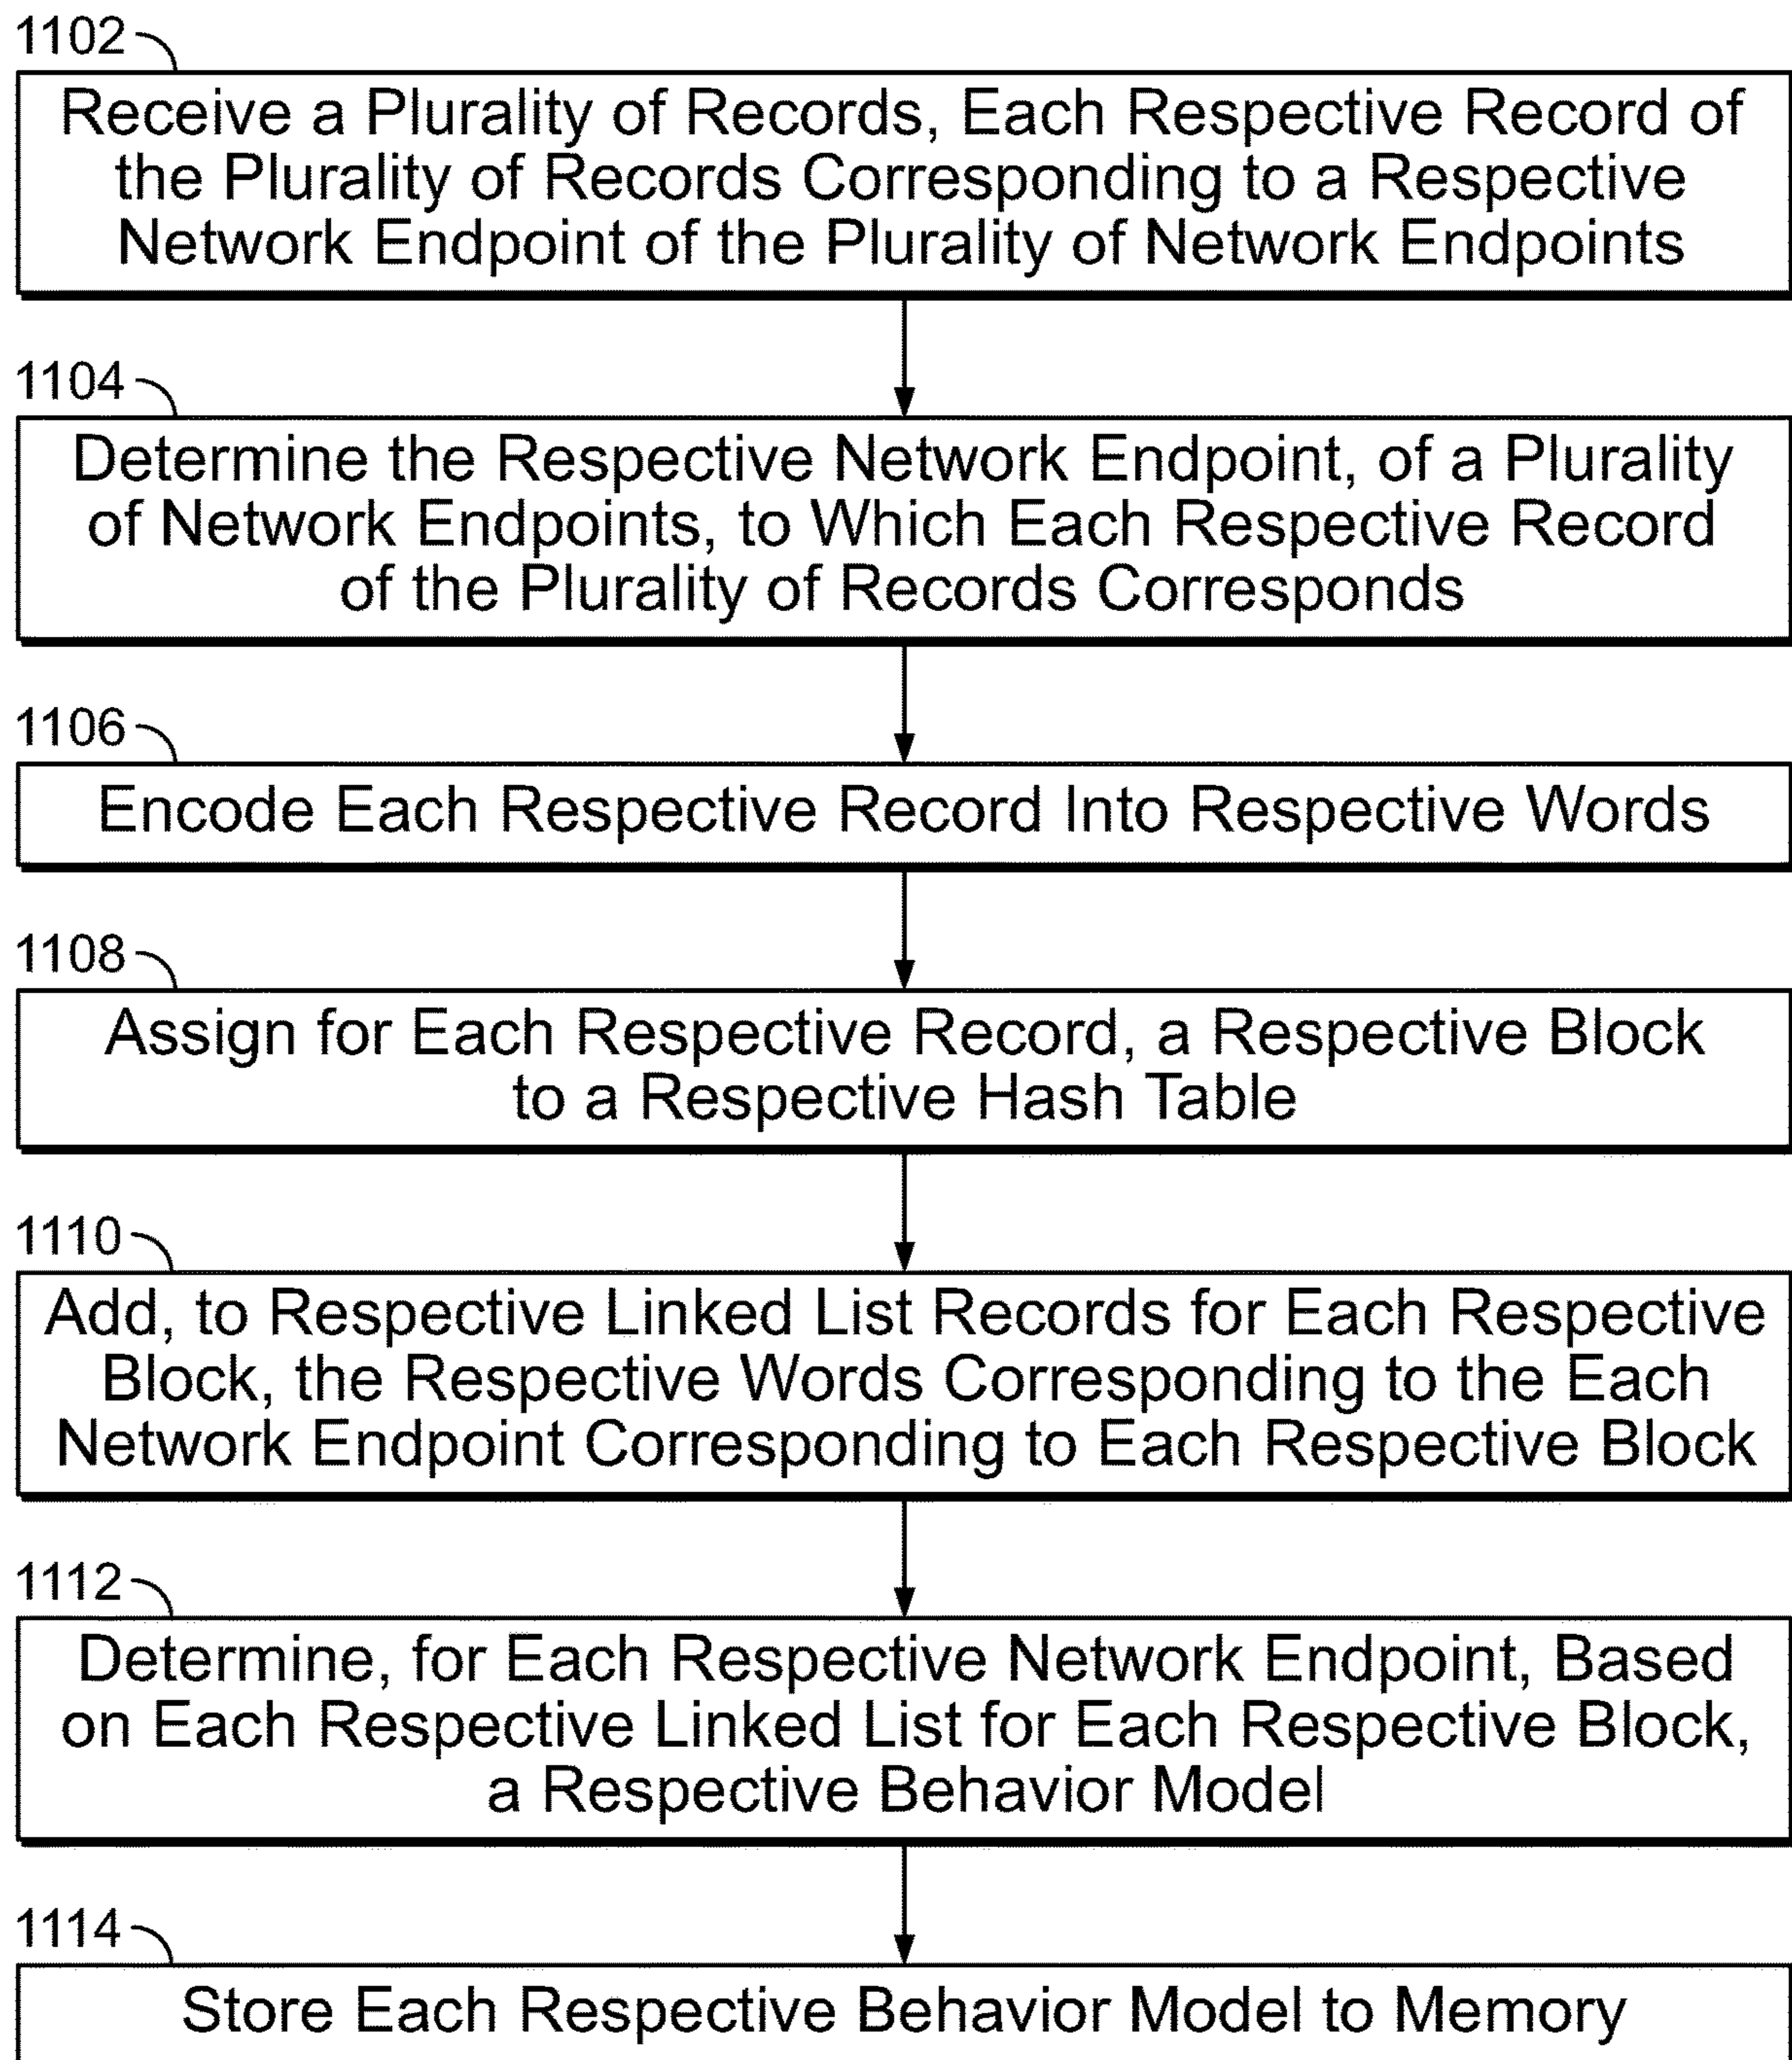 1102
Receive a Plurality of Records, Each Respective Record of
the Plurality of Records Corresponding to a Respective
Network Endpoint of the Plurality of Network Endpoints
1104
Determine the Respective Network Endpoint, of a Plurality
of Network Endpoints, to Which Each Respective Record
of the Plurality of Records Corresponds
1106
Encode Each Respective Record Into Respective Words
1108
Assign for Each Respective Record, a Respective Block
to a Respective Hash Table
1110
Add, to Respective Linked List Records for Each Respective
Block, the Respective Words Corresponding to the Each
Network Endpoint Corresponding to Each Respective Block
1112
Determine, for Each Respective Network Endpoint, Based
on Each Respective Linked List for Each Respective Block,
a Respective Behavior Model
1114
Store Each Respective Behavior Model to Memory